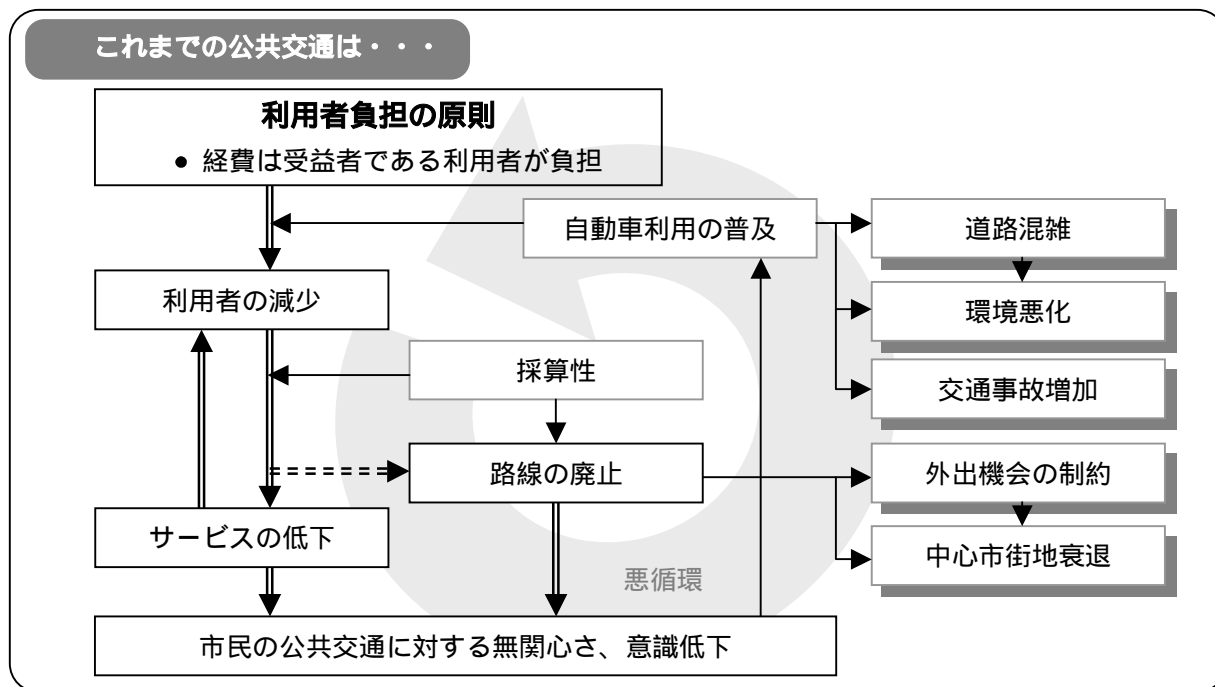 これまでの公共交通は・・・
利用者負担の原則
● 経費は受益者である利用者が負担
自動車利用の普及
道路混雑
利用者の減少
環境悪化
採算性
交通事故増加
路線の廃止
外出機会の制約
サービスの低下
中心市街地衰退
悪循環
市民の公共交通に対する無関心さ、意識低下